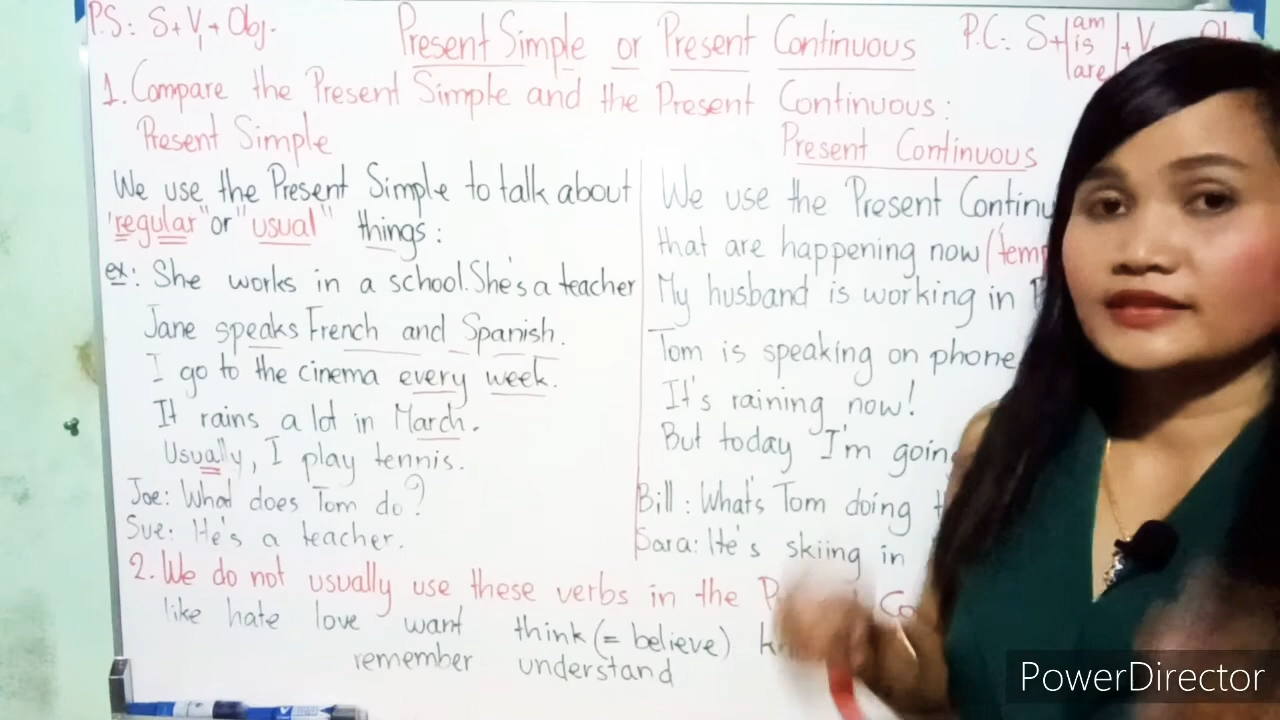 P.S: S+V₁+Obj.
Present Simple or Present Continuous
P.C: S+ am is are + V
1. Compare the Present Simple and the Present Continuous:
Present Simple
We use the Present Simple to talk about
'regular" or "usual" things:
ex: She works in a school. She's a teacher
Jane speaks French and Spanish.
I go to the cinema every week.
It rains a lot in March.
Usually, I play tennis.
Joe: What does Tom do?
Sue: He's a teacher.
Present Continuous
We use the Present
that are happening now
My husband is working in
Tom is speaking on phone
It's raining now!
But today I'm
Bill: What's Tom doing
Sara: He's skiing in
2. We do not usually use these verbs in the
like hate love want think (= believe)
remember understand
PowerDirector